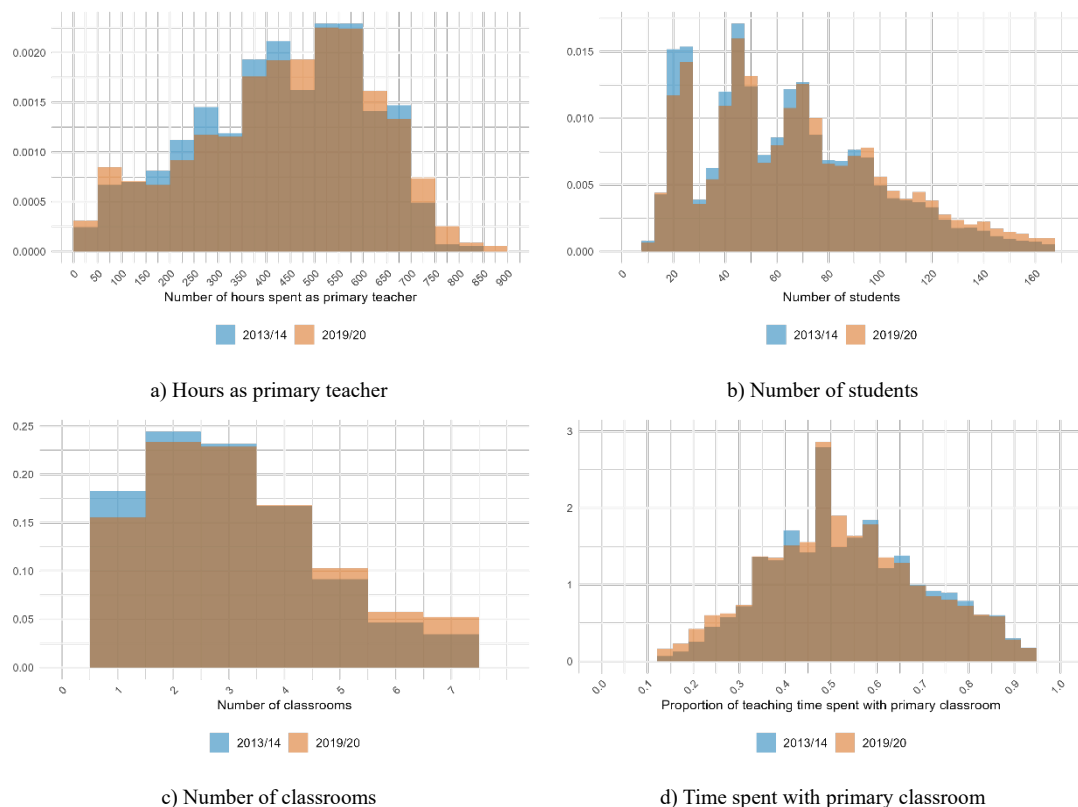 0.0020
0.0015
0.0010
0.0005
0.0000
0 50 100 150 200 250 300 350 400 450 500 550 600 650 700 750 800 850 900
Number of hours spent as primary teacher
2013/14 2019/20
a) Hours as primary teacher
0.015
0.010
0.005
0.000
0 20 40 60 80 100 120 140 160
Number of students
2013/14 2019/20
b) Number of students
0.25
0.20
0.15
0.10
0.05
0.00
0 1 2 3 4 5 6 7
Number of classrooms
2013/14 2019/20
c) Number of classrooms
3
2
1
0
0.0 0.1 0.2 0.3 0.4 0.5 0.6 0.7 0.8 0.9 1.0
Proportion of teaching time spent with primary classroom
2013/14 2019/20
d) Time spent with primary classroom